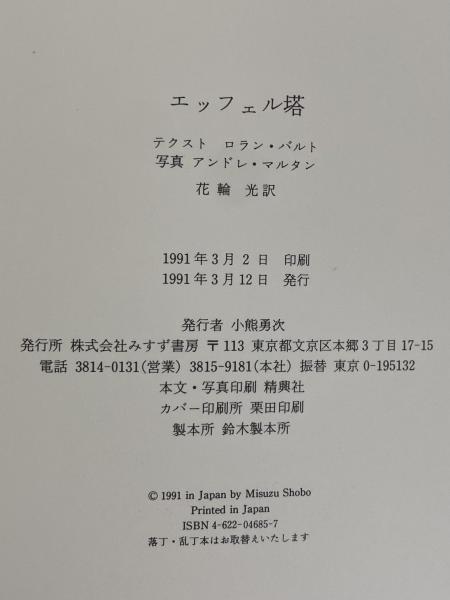 エッフェル塔
テクスト ロラン・バルト
写真 アンドレ・マルタン
花輪 光訳
1991年3月2日 印刷
1991年3月12日 発行
発行者 小熊勇次
発行所 株式会社みすず書房 〒113 東京都文京区本郷3丁目17-15
電話 3814-0131(営業) 3815-9181(本社) 振替 東京0-195132
本文・写真印刷 精興社
カバー印刷所 栗田印刷
製本所 鈴木製本所
© 1991 in Japan by Misuzu Shobo
Printed in Japan
ISBN 4-622-04685-7
落丁・乱丁本はお取替えいたします